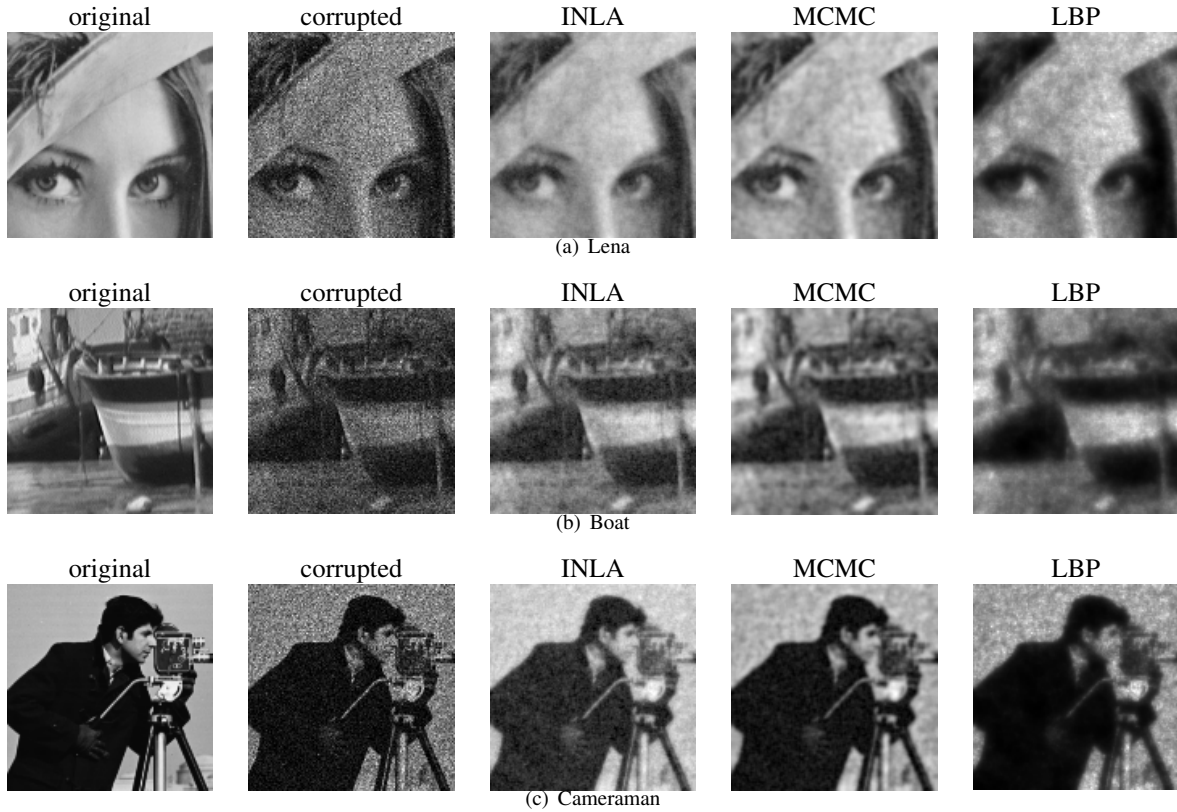 original corrupted INLA MCMC LBP
(a) Lena
original corrupted INLA MCMC LBP
(b) Boat
original corrupted INLA MCMC LBP
(c) Cameraman